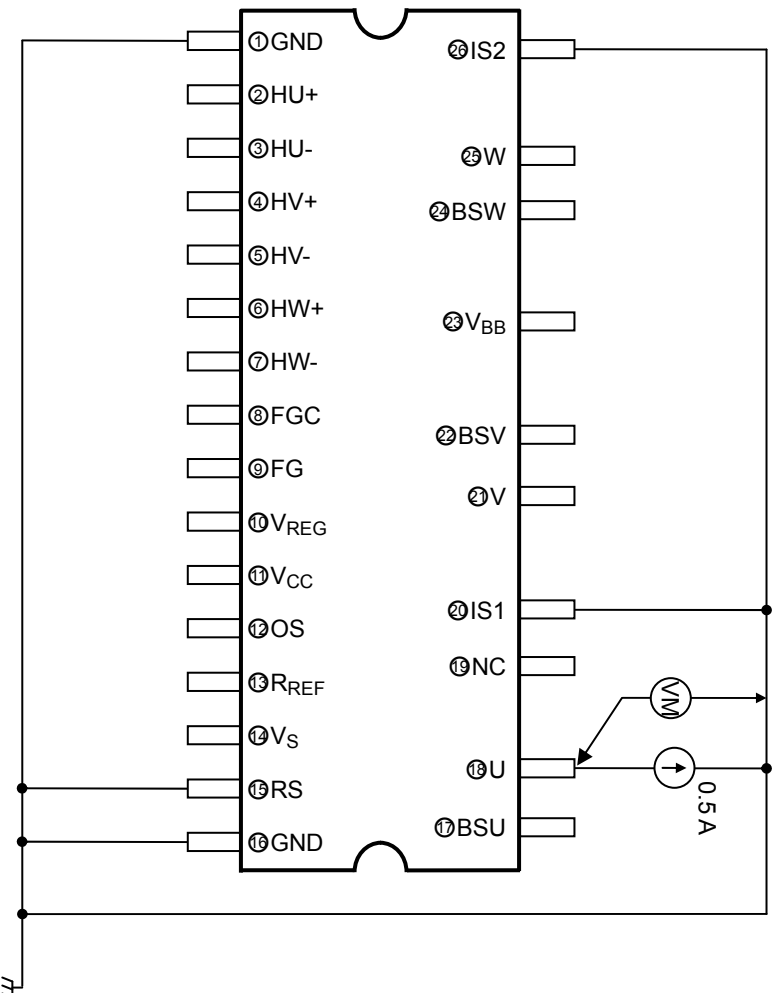 ①GND
②HU+
③HU-
④HV+
⑤HV-
⑥HW+
⑦HW-
⑧FGC
⑨FG
⑩VREG
⑪VCC
⑫OS
⑬RREF
⑭VS
⑮RS
⑯GND
㉖IS2
㉕W
㉔BSW
㉓VBB
㉒BSV
㉑V
⑳IS1
⑲NC
⑱U
⑰BSU
VM
0.5 A